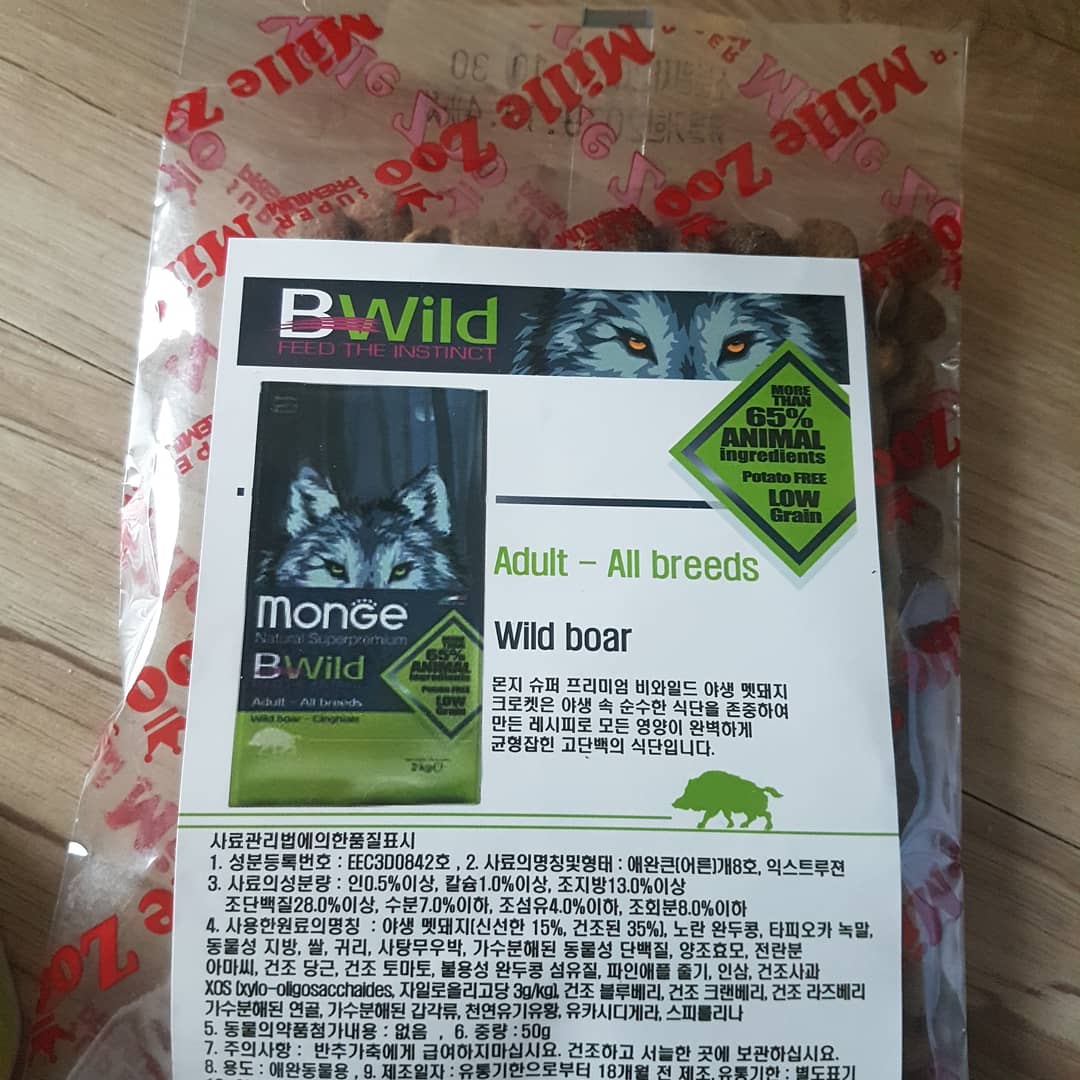 Mille Zoo
SUPER PREMIUM
BWild
FEED THE INSTINCT
MORE
THAN
65%
ANIMAL
ingredients
Potato FREE
LOW
Grain
Adult - All breeds
Wild boar
몬지 슈퍼 프리미엄 비와일드 야생 멧돼지
크로켓은 야생 속 순수한 식단을 존중하여
만든 레시피로 모든 영양이 완벽하게
균형잡힌 고단백의 식단입니다.
monGe
Natural Superpremium
BWild
Adult - All breeds
Wild boar - Cinghiale
MORE
THAN
65%
ANIMAL
ingredients
Potato FREE
LOW
Grain
2 kg e
사료관리법에의한품질표시
1. 성분등록번호 : EEC3D0842호 , 2. 사료의명칭및형태 : 애완큰(어른)개8호, 익스트루젼
3. 사료의성분량 : 인0.5%이상, 칼슘1.0%이상, 조지방13.0%이상
조단백질28.0%이상, 수분7.0%이하, 조섬유4.0%이하, 조회분8.0%이하
4. 사용한원료의명칭 : 야생 멧돼지(신선한 15%, 건조된 35%), 노란 완두콩, 타피오카 녹말,
동물성 지방, 쌀, 귀리, 사탕무우박, 가수분해된 동물성 단백질, 양조효모, 전란분
아마씨, 건조 당근, 건조 토마토, 불용성 완두콩 섬유질, 파인애플 줄기, 인삼, 건조사과
XOS (xylo-oligosacchaides, 자일로올리고당 3g/kg), 건조 블루베리, 건조 크랜베리, 건조 라즈베리
가수분해된 연골, 가수분해된 갑각류, 천연유기유황, 유카시디게라, 스피룰리나
5. 동물의약품첨가내용 : 없음 , 6. 중량 : 50g
7. 주의사항 : 반추가축에게 급여하지마십시요. 건조하고 서늘한 곳에 보관하십시요.
8. 용도 : 애완동물용 , 9. 제조일자 : 유통기한으로부터 18개월 전 제조, 유통기한 : 별도표기